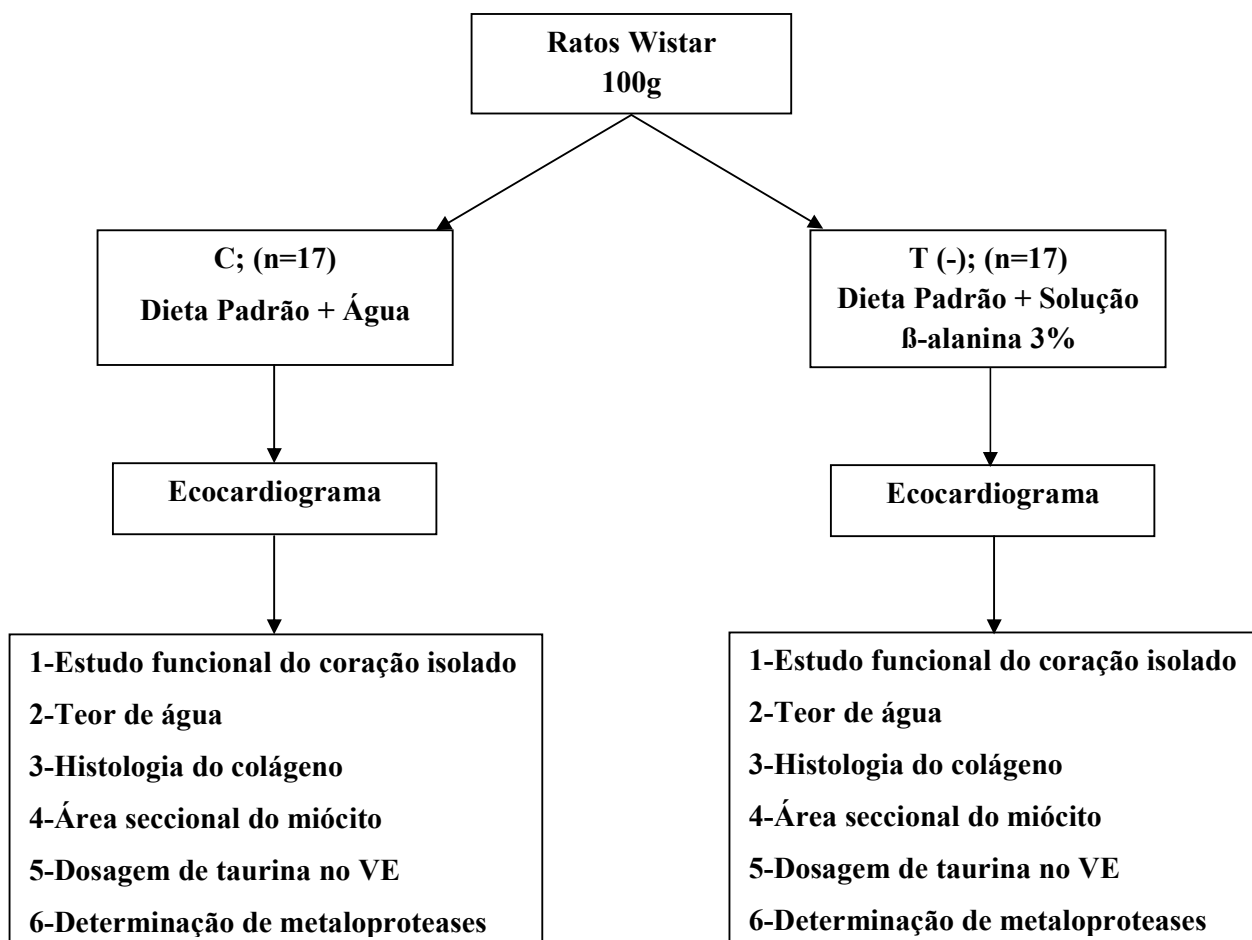 Ratos Wistar
100g
C; (n=17)
Dieta Padrão + Água
T (-); (n=17)
Dieta Padrão + Solução
ß-alanina 3%
Ecocardiograma
Ecocardiograma
1-Estudo funcional do coração isolado
2-Teor de água
3-Histologia do colágeno
4-Área seccional do miócito
5-Dosagem de taurina no VE
6-Determinação de metaloproteases
1-Estudo funcional do coração isolado
2-Teor de água
3-Histologia do colágeno
4-Área seccional do miócito
5-Dosagem de taurina no VE
6-Determinação de metaloproteases